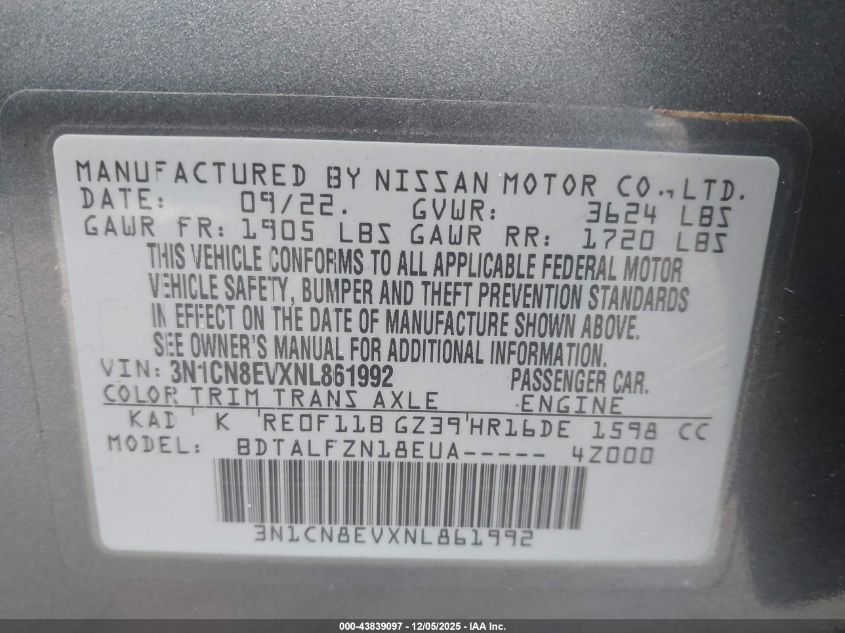 MANUFACTURED BY NISSAN MOTOR CO., LTD.
DATE: 09/22. GVWR: 3624 LBS
GAWR FR: 1905 LBS GAWR RR: 1720 LBS
THIS VEHICLE CONFORMS TO ALL APPLICABLE FEDERAL MOTOR
VEHICLE SAFETY, BUMPER AND THEFT PREVENTION STANDARDS
IN EFFECT ON THE DATE OF MANUFACTURE SHOWN ABOVE.
SEE OWNER'S MANUAL FOR ADDITIONAL INFORMATION.
VIN: 3N1CN8EVXNL861992 PASSENGER CAR.
COLOR TRIM TRANS AXLE ENGINE
KAD K RE0F11B GZ39 HR16DE 1598 CC
MODEL: BDTALFZN18EUA----- 4Z000
3N1CN8EVXNL861992
000-43839097 - 12/05/2025 - IAA Inc.